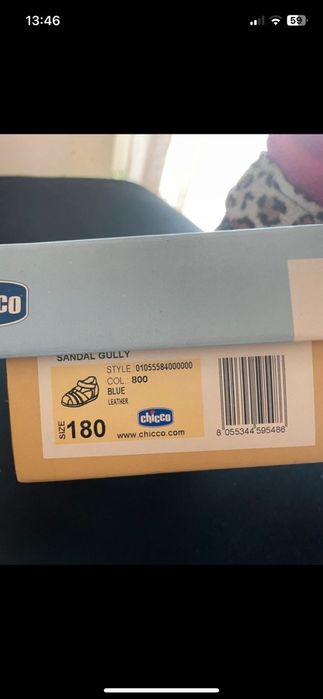 13:46
59
CO
SANDAL GULLY
STYLE 01055584000000
COL. 800
BLUE
LEATHER
chicco
SIZE 180
www.chicco.com
8 055344 595486